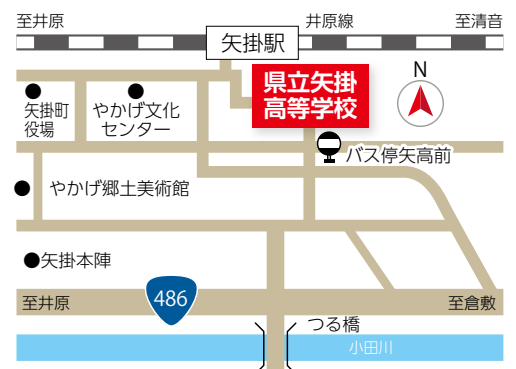 至井原
井原線
至清音
矢掛駅
県立矢掛
高等学校
N
矢掛町
役場
やかげ文化
センター
バス停矢高前
やかげ郷土美術館
矢掛本陣
486
至井原
至倉敷
つる橋
小田川